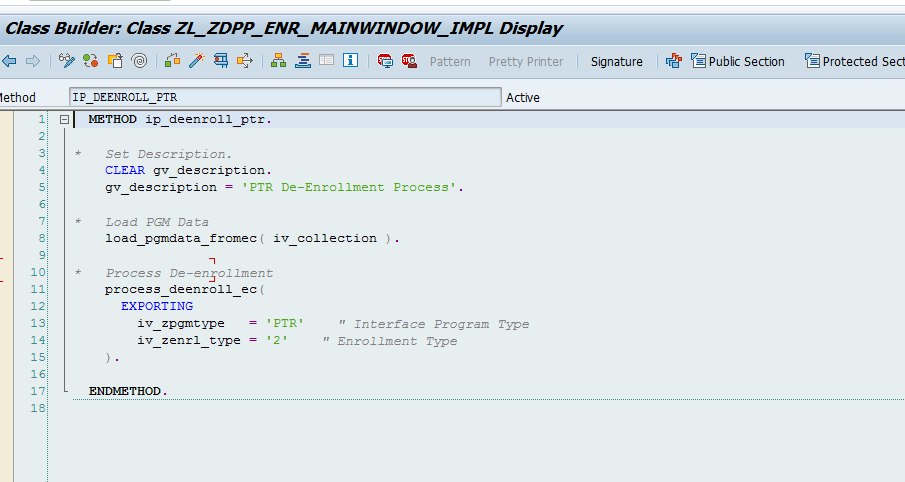 Class Builder: Class ZL_ZDPP_ENR_MAINWINDOW_IMPL Display
Pattern Pretty Printer Signature Public Section Protected Sect
Method IP_DEENROLL_PTR Active
1 METHOD ip_deenroll_ptr.
2
3 * Set Description.
4 CLEAR gv_description.
5 gv_description = 'PTR De-Enrollment Process'.
6
7 * Load PGM Data
8 load_pgmdata_fromec( iv_collection ).
9
10 * Process De-enrollment
11 process_deenroll_ec(
12 EXPORTING
13 iv_zpgmtype   = 'PTR'    " Interface Program Type
14 iv_zenrl_type = '2'    " Enrollment Type
15 ).
16
17 ENDMETHOD.
18